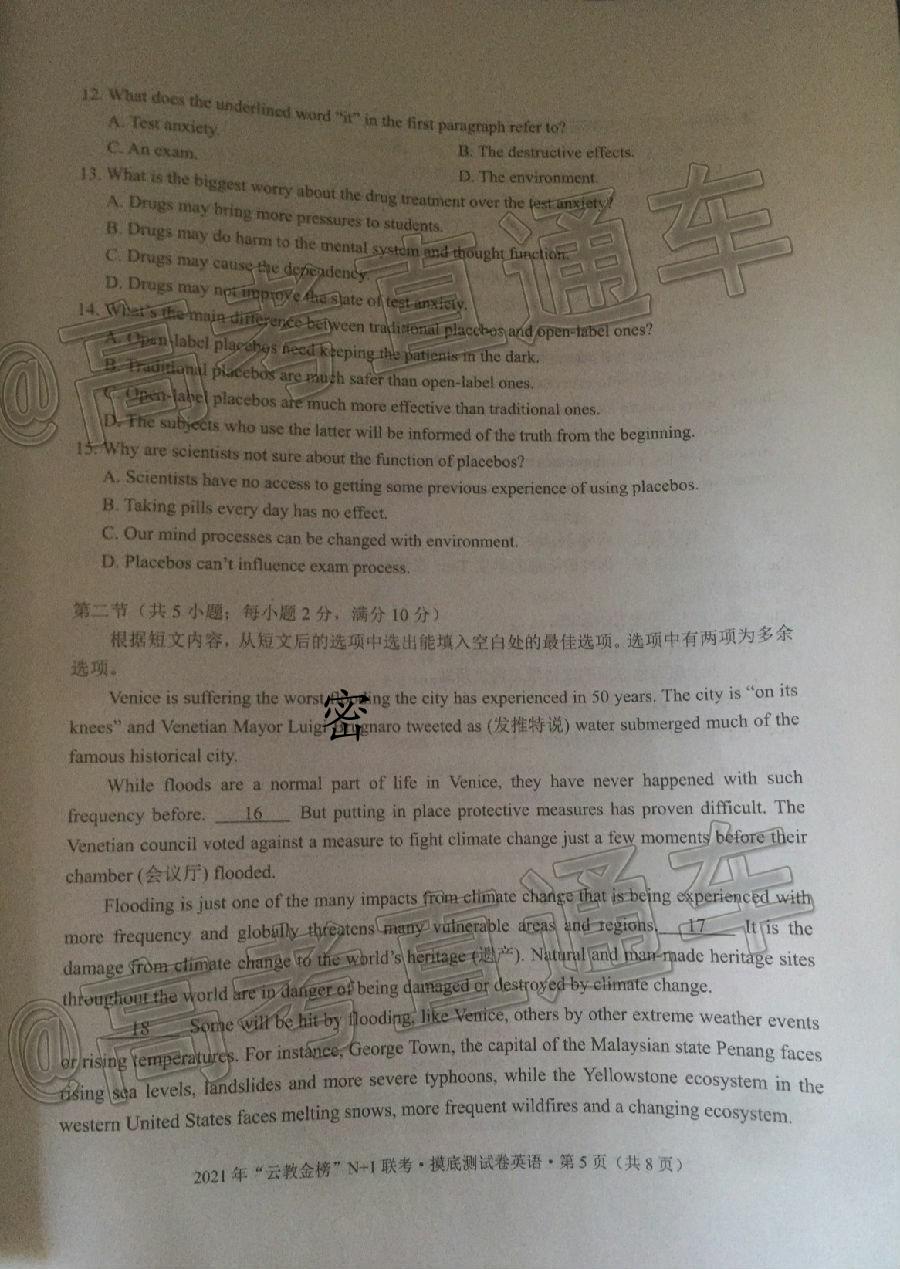 12. What does the underlined word "it" in the first paragraph refer to?
A. Test anxiety.
B. The destructive effects.
C. An exam.
D. The environment.
13. What is the biggest worry about the drug treatment over the test anxiety?
A. Drugs may bring more pressures to students.
B. Drugs may do harm to the mental system and thought function.
C. Drugs may cause the dependency.
D. Drugs may not improve the state of test anxiety.
14. What's the main difference between traditional placebos and open-label ones?
A. Open-label placebos need keeping the patients in the dark.
B. Traditional placebos are much safer than open-label ones.
C. Open-label placebos are much more effective than traditional ones.
D. The subjects who use the latter will be informed of the truth from the beginning.
15. Why are scientists not sure about the function of placebos?
A. Scientists have no access to getting some previous experience of using placebos.
B. Taking pills every day has no effect.
C. Our mind processes can be changed with environment.
D. Placebos can't influence exam process.
第二节（共 5 小题；每小题 2 分，满分 10 分）
根据短文内容，从短文后的选项中选出能填入空白处的最佳选项。选项中有两项为多余
选项。
Venice is suffering the worst flooding the city has experienced in 50 years. The city is "on its
knees" and Venetian Mayor Luigi Brugnaro tweeted as (发推特说) water submerged much of the
famous historical city.
密
While floods are a normal part of life in Venice, they have never happened with such
frequency before. 16 But putting in place protective measures has proven difficult. The
Venetian council voted against a measure to fight climate change just a few moments before their
chamber (会议厅) flooded.
Flooding is just one of the many impacts from climate change that is being experienced with
more frequency and globally threatens many vulnerable areas and regions. 17 It is the
damage from climate change to the world's heritage (遗产). Natural and man-made heritage sites
throughout the world are in danger of being damaged or destroyed by climate change.
18 Some will be hit by flooding, like Venice, others by other extreme weather events
or rising temperatures. For instance, George Town, the capital of the Malaysian state Penang faces
rising sea levels, landslides and more severe typhoons, while the Yellowstone ecosystem in the
western United States faces melting snows, more frequent wildfires and a changing ecosystem.
2021 年"云教金榜"N+1 联考·摸底测试卷英语·第 5 页（共 8 页）
@高考直通车
@高考直通车